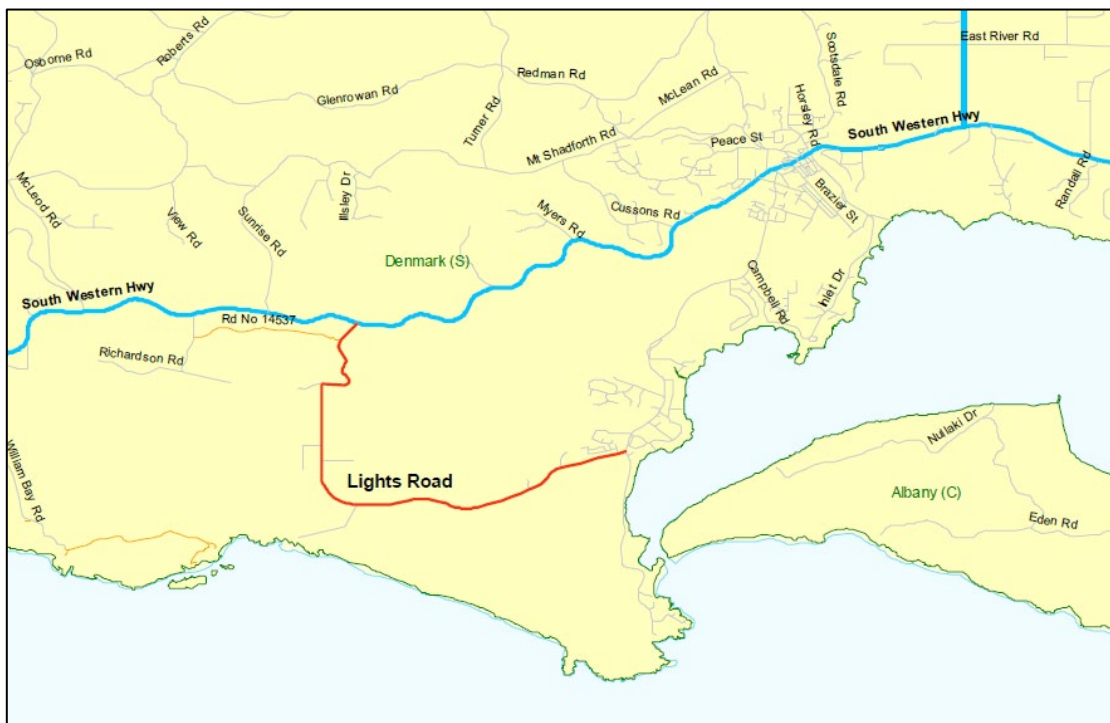 East River Rd
Scotsdale Rd
Roberts Rd
Osborne Rd
Redman Rd
McLean Rd
Glenrowan Rd
Turner Rd
Horsley Rd
South Western Hwy
Mt Shadforth Rd
Peace St
Randall Rd
McLeod Rd
View Rd
Sunrise Rd
Illsley Dr
Myers Rd
Cussons Rd
Brazier St
Denmark (S)
Campbell Rd
Inlet Dr
South Western Hwy
Rd No 14537
Richardson Rd
William Bay Rd
Lights Road
Nullaki Dr
Albany (C)
Eden Rd